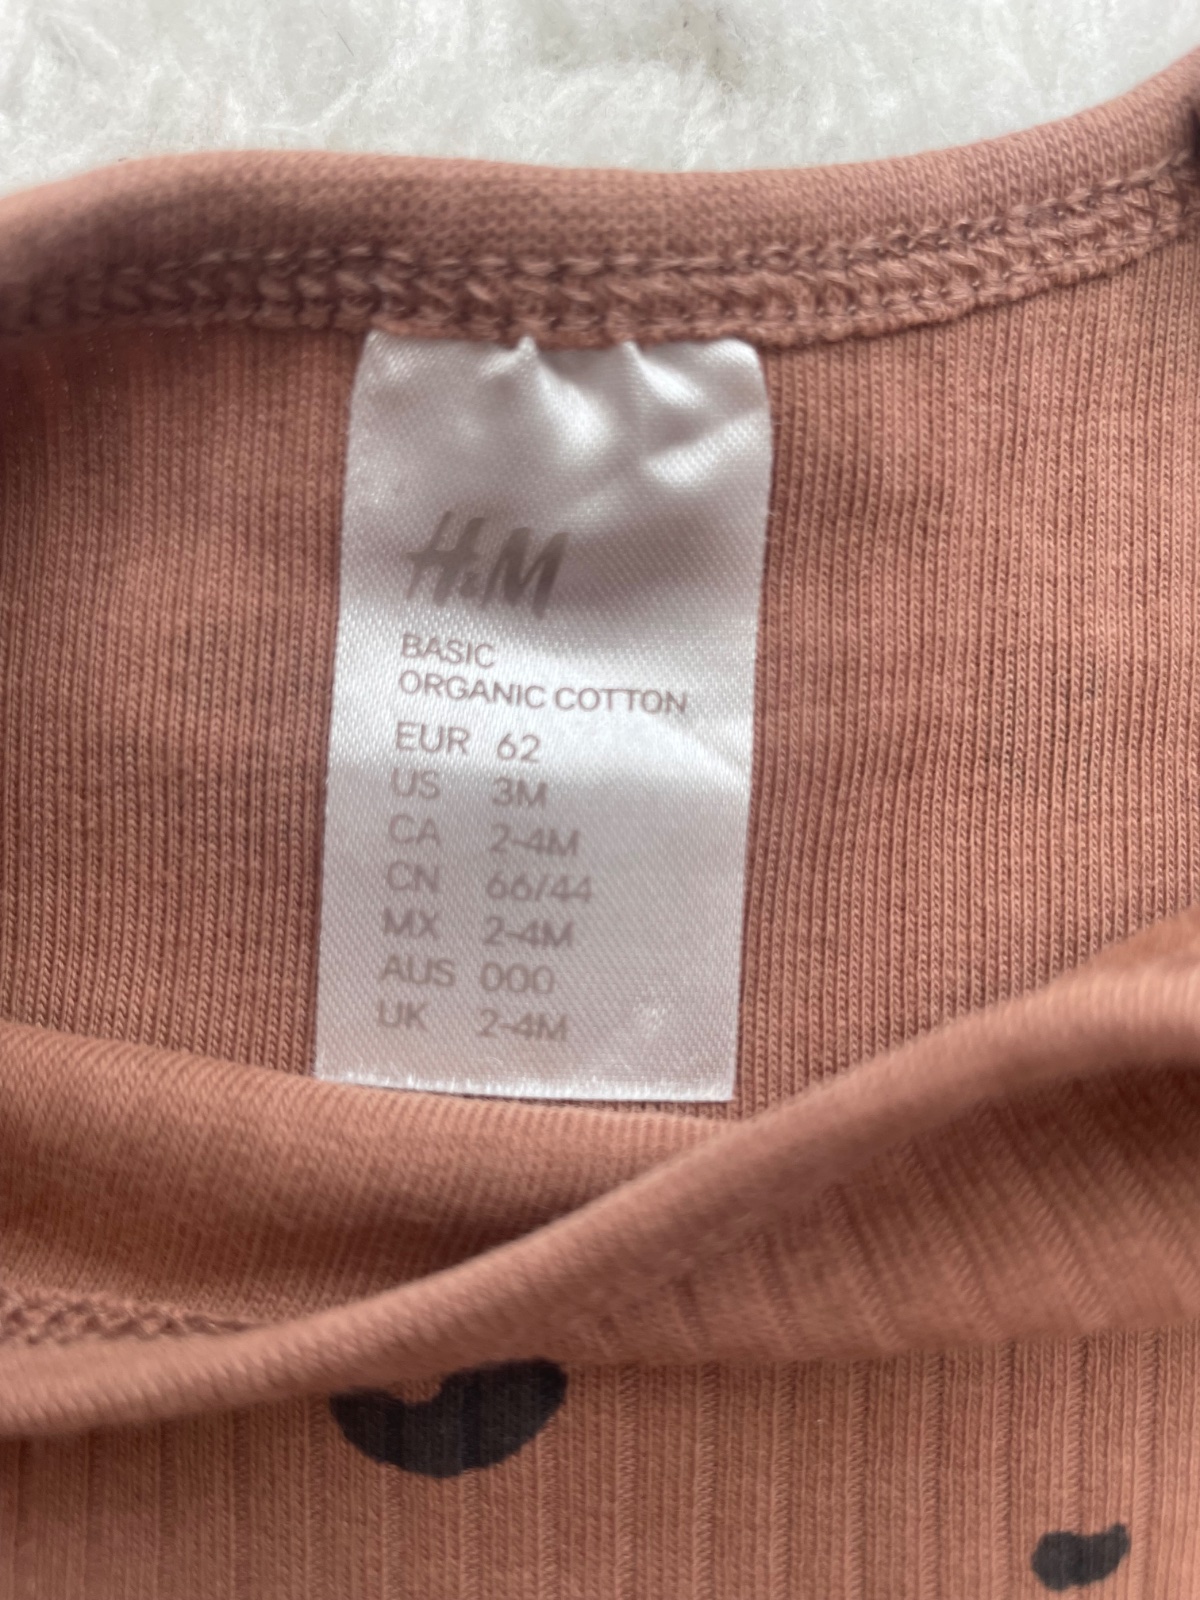 H&M
BASIC
ORGANIC COTTON
EUR 62
US 3M
CA 2-4M
CN 66/44
MX 2-4M
AUS 000
UK 2-4M